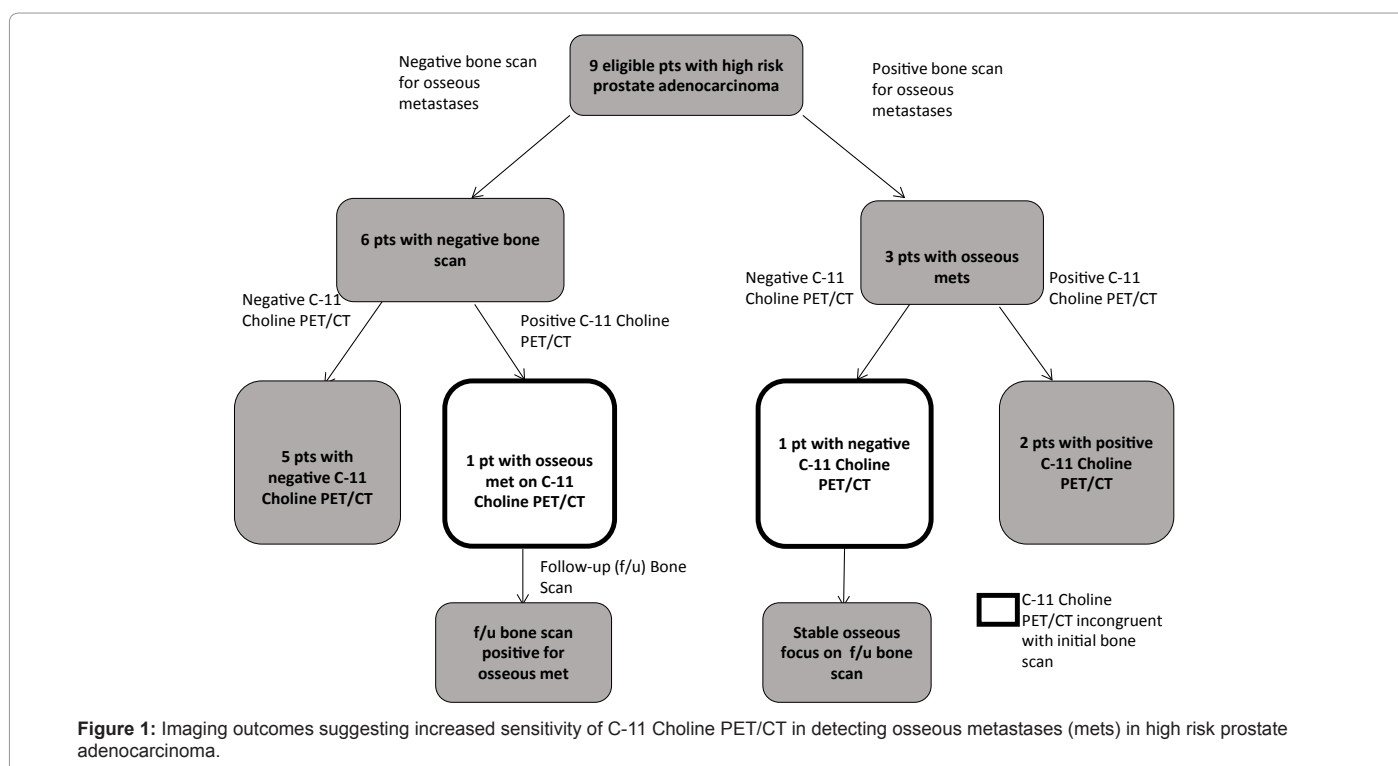 Negative bone scan
for osseous
metastases
9 eligible pts with high risk
prostate adenocarcinoma
Positive bone scan
for osseous
metastases
6 pts with negative bone
scan
3 pts with osseous
mets
Negative C-11
Choline PET/CT
Positive C-11 Choline
PET/CT
Negative C-11
Choline PET/CT
Positive C-11
Choline PET/CT
5 pts with
negative C-11
Choline PET/CT
1 pt with osseous
met on C-11
Choline PET/CT
1 pt with negative
C-11 Choline
PET/CT
2 pts with positive
C-11 Choline
PET/CT
Follow-up (f/u) Bone
Scan
f/u bone scan
positive for
osseous met
Stable osseous
focus on f/u bone
scan
C-11 Choline
PET/CT incongruent
with initial bone
scan
Figure 1: Imaging outcomes suggesting increased sensitivity of C-11 Choline PET/CT in detecting osseous metastases (mets) in high risk prostate
adenocarcinoma.